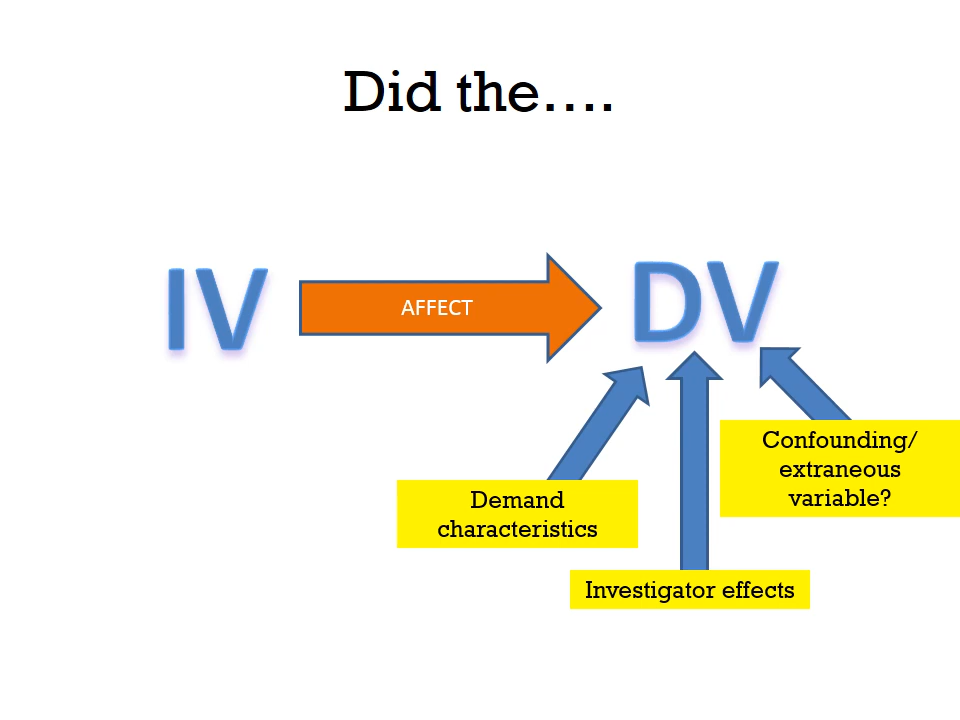 Did the….
IV
AFFECT
DV
Confounding/
extraneous
variable?
Demand
characteristics
Investigator effects